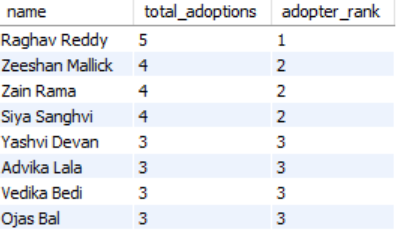 name total_adoptions adopter_rank
Raghav Reddy 5 1
Zeeshan Mallick 4 2
Zain Rama 4 2
Siya Sanghvi 4 2
Yashvi Devan 3 3
Advika Lala 3 3
Vedika Bedi 3 3
Ojas Bal 3 3